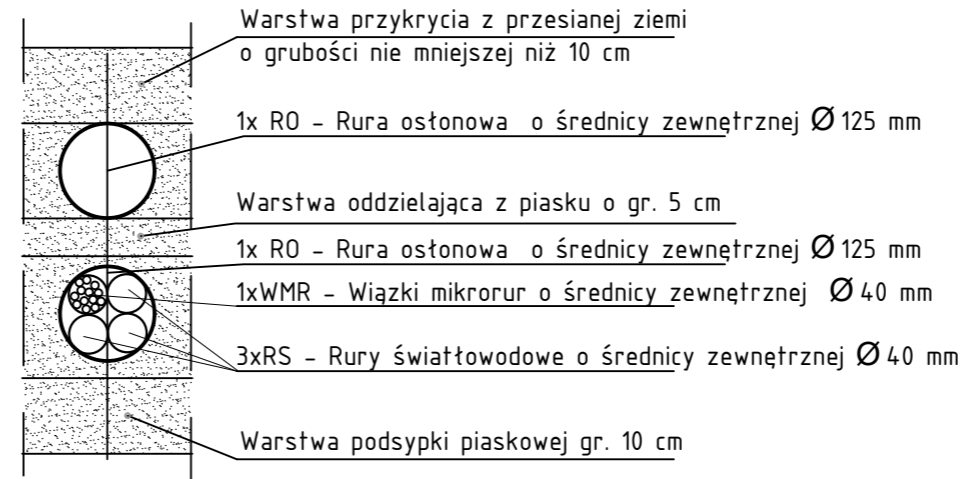 Warstwa przykrycia z przesianej ziemi
o grubości nie mniejszej niż 10 cm
1x RO - Rura osłonowa o średnicy zewnętrznej Ø 125 mm
Warstwa oddzielająca z piasku o gr. 5 cm
1x RO - Rura osłonowa o średnicy zewnętrznej Ø 125 mm
1xWMR - Wiązki mikrorur o średnicy zewnętrznej Ø 40 mm
3xRS - Rury światłowodowe o średnicy zewnętrznej Ø 40 mm
Warstwa podsypki piaskowej gr. 10 cm